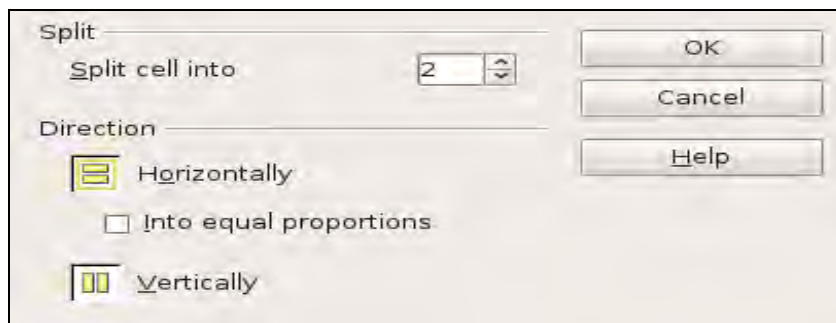 Split
Split cell into 2
Direction
Horizontally
Into equal proportions
Vertically
OK
Cancel
Help